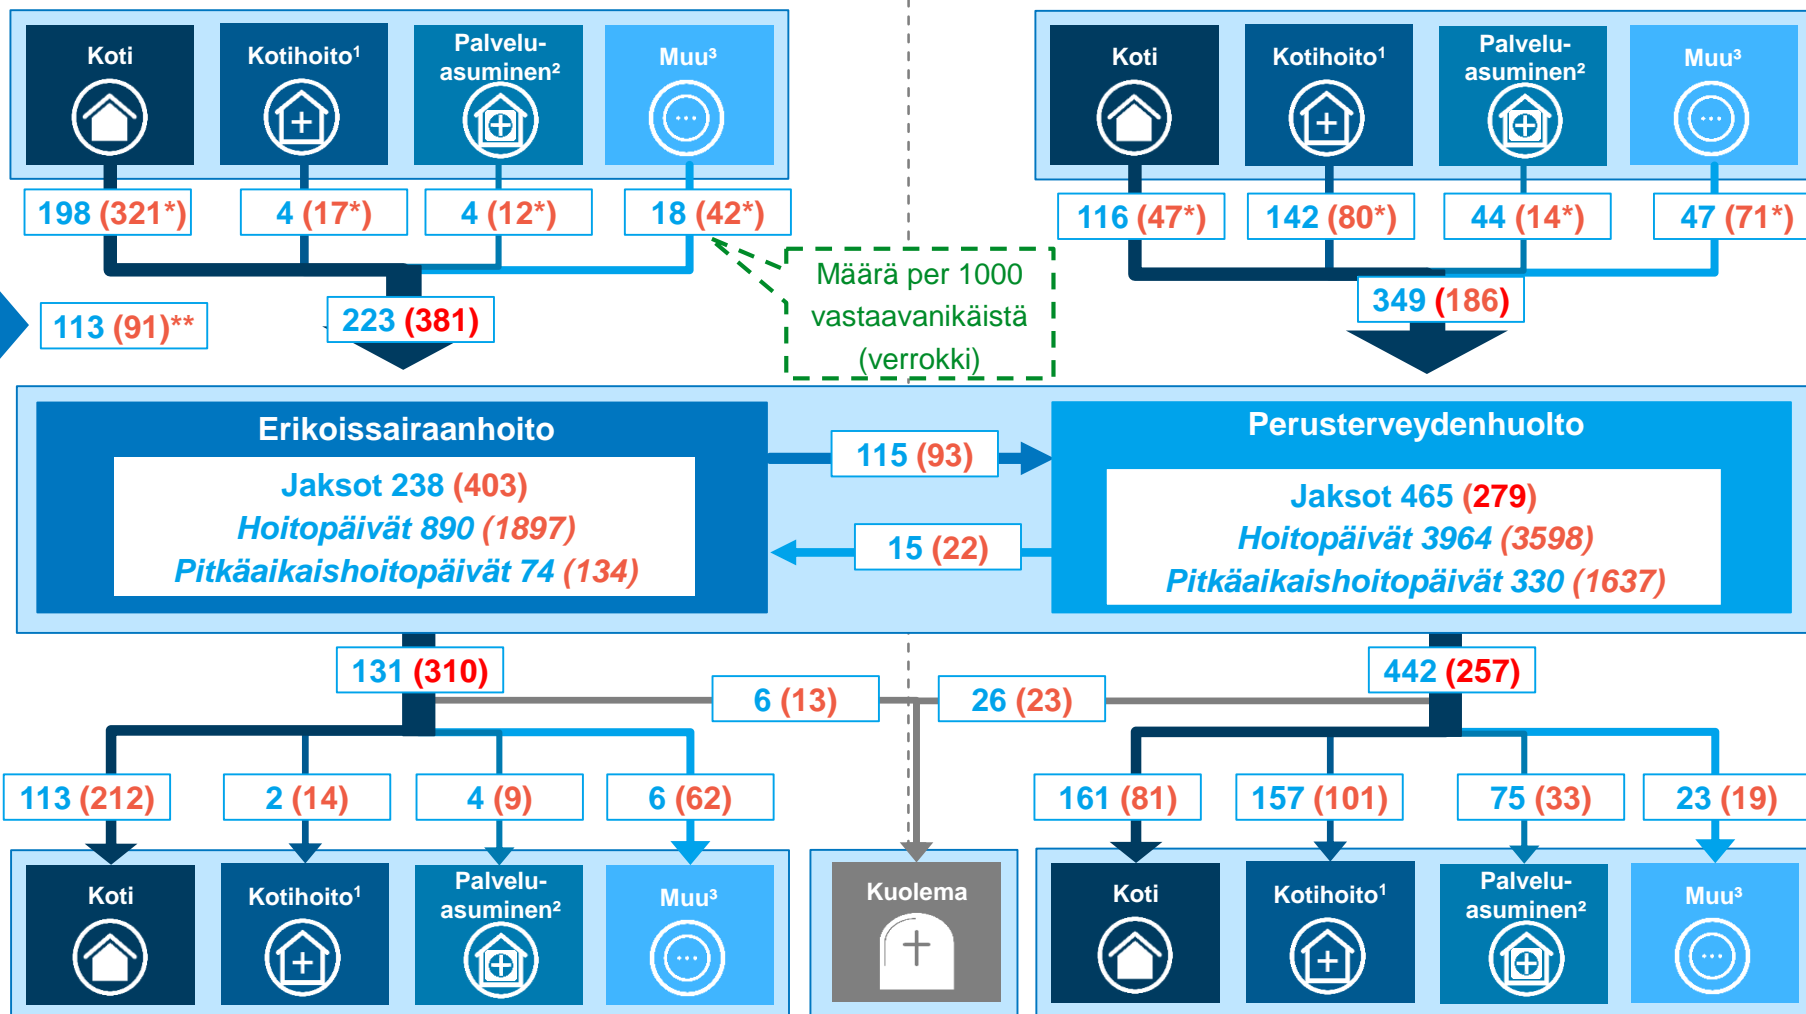 Koti
Kotihoito¹
Palvelu-
asuminen²
Muu³
Koti
Kotihoito¹
Palvelu-
asuminen²
Muu³
198 (321*)
4 (17*)
4 (12*)
18 (42*)
116 (47*)
142 (80*)
44 (14*)
47 (71*)
Määrä per 1000
vastaavanikäistä
(verrokki)
113 (91)**
223 (381)
349 (186)
Erikoissairaanhoito
Jaksot 238 (403)
Hoitopäivät 890 (1897)
Pitkäaikaishoitopäivät 74 (134)
115 (93)
15 (22)
Perusterveydenhuolto
Jaksot 465 (279)
Hoitopäivät 3964 (3598)
Pitkäaikaishoitopäivät 330 (1637)
131 (310)
442 (257)
6 (13)
26 (23)
113 (212)
2 (14)
4 (9)
6 (62)
161 (81)
157 (101)
75 (33)
23 (19)
Koti
Kotihoito¹
Palvelu-
asuminen²
Muu³
Kuolema
Koti
Kotihoito¹
Palvelu-
asuminen²
Muu³